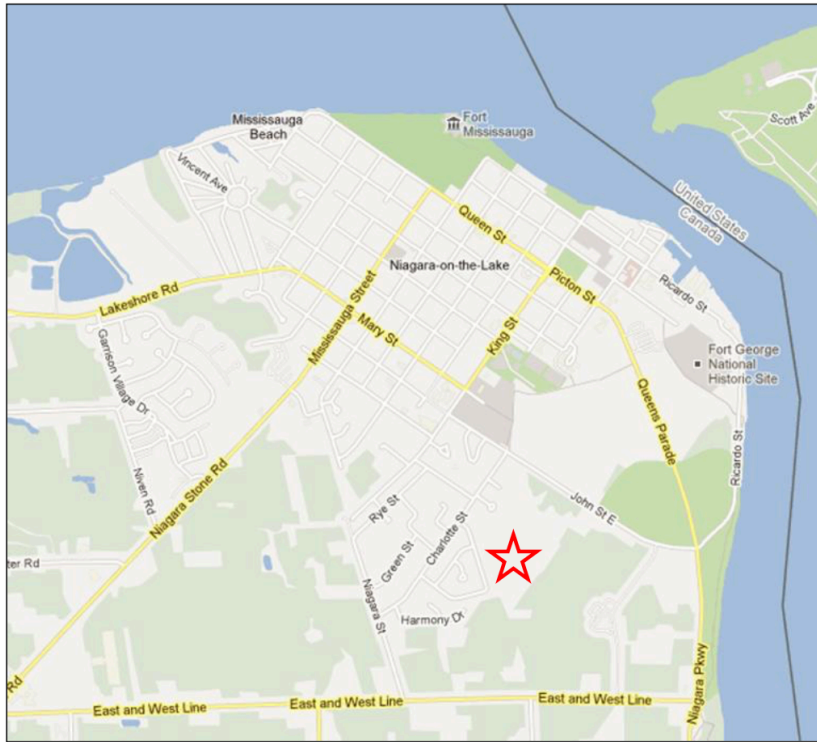 Mississauga
Beach
Fort
Mississauga
Scott Ave
Vincent Ave
United States
Canada
Queen St
Niagara-on-the-Lake
Picton St
Ricardo St
Lakeshore Rd
Mississauga Street
Mary St
King St
Garrison Village Dr
Fort George
National
Historic Site
Queens Parade
Ricardo St
Niven Rd
Niagara Stone Rd
Rye St
John St E
Charlotte St
Green St
ter Rd
Niagara St
Harmony Dr
Niagara Pkwy
Rd
East and West Line
East and West Line
East and West Line